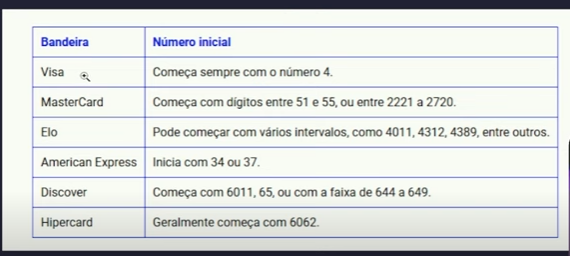 Bandeira Número inicial
Visa Começa sempre com o número 4.
MasterCard Começa com dígitos entre 51 e 55, ou entre 2221 a 2720.
Elo Pode começar com vários intervalos, como 4011, 4312, 4389, entre outros.
American Express Inicia com 34 ou 37.
Discover Começa com 6011, 65, ou com a faixa de 644 a 649.
Hipercard Geralmente começa com 6062.